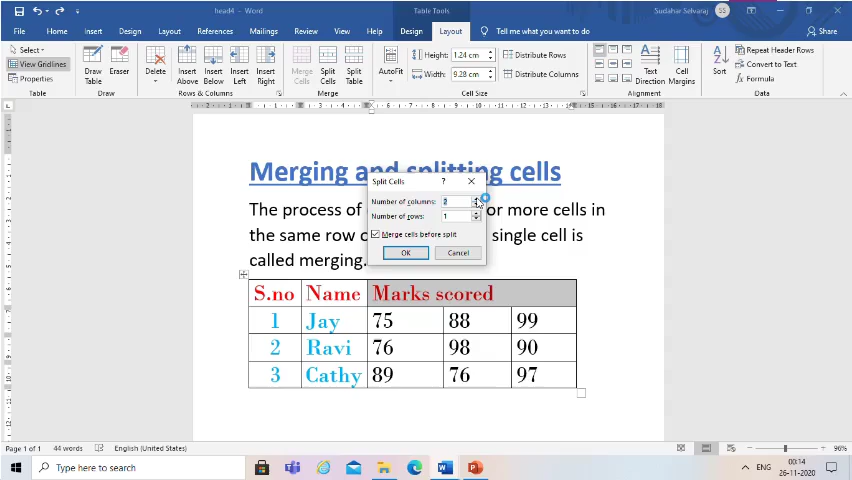 head4 - Word
Table Tools
Sudahar Selvaraj
SS
File Home Insert Design Layout References Mailings Review View Help Design Layout Tell me what you want to do Share
Select
View Gridlines
Properties
Table
Draw Table
Eraser
Draw
Delete
Insert Above
Insert Below
Insert Left
Insert Right
Rows & Columns
Merge Cells
Split Cells
Split Table
Merge
AutoFit
Height: 1.24 cm
Width: 9.28 cm
Distribute Rows
Distribute Columns
Cell Size
Text Direction
Cell Margins
Alignment
Sort
Repeat Header Rows
Convert to Text
Formula
Data
Merging and splitting cells
The process of
or more cells in
the same row o
single cell is
called merging.
Split Cells
?
Number of columns: 2
Number of rows: 1
Merge cells before split
OK Cancel
S.no Name Marks scored
1 Jay 75 88 99
2 Ravi 76 98 90
3 Cathy 89 76 97
Page 1 of 1 44 words English (United States)
96%
Type here to search
ENG
00:14
26-11-2020